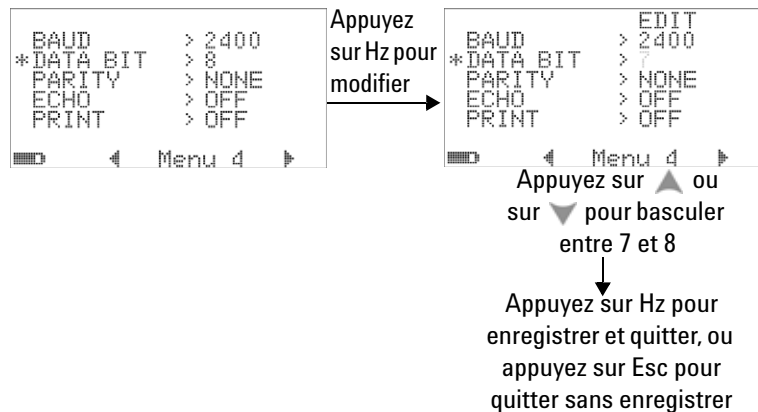 BAUD > 2400
*DATA BIT > 8
PARITY > NONE
ECHO > OFF
PRINT > OFF
Menu 4
Appuyez
sur Hz pour
modifier
EDIT
BAUD > 2400
*DATA BIT > 7
PARITY > NONE
ECHO > OFF
PRINT > OFF
Menu 4
Appuyez sur ou
sur pour basculer
entre 7 et 8
Appuyez sur Hz pour
enregistrer et quitter, ou
appuyez sur Esc pour
quitter sans enregistrer